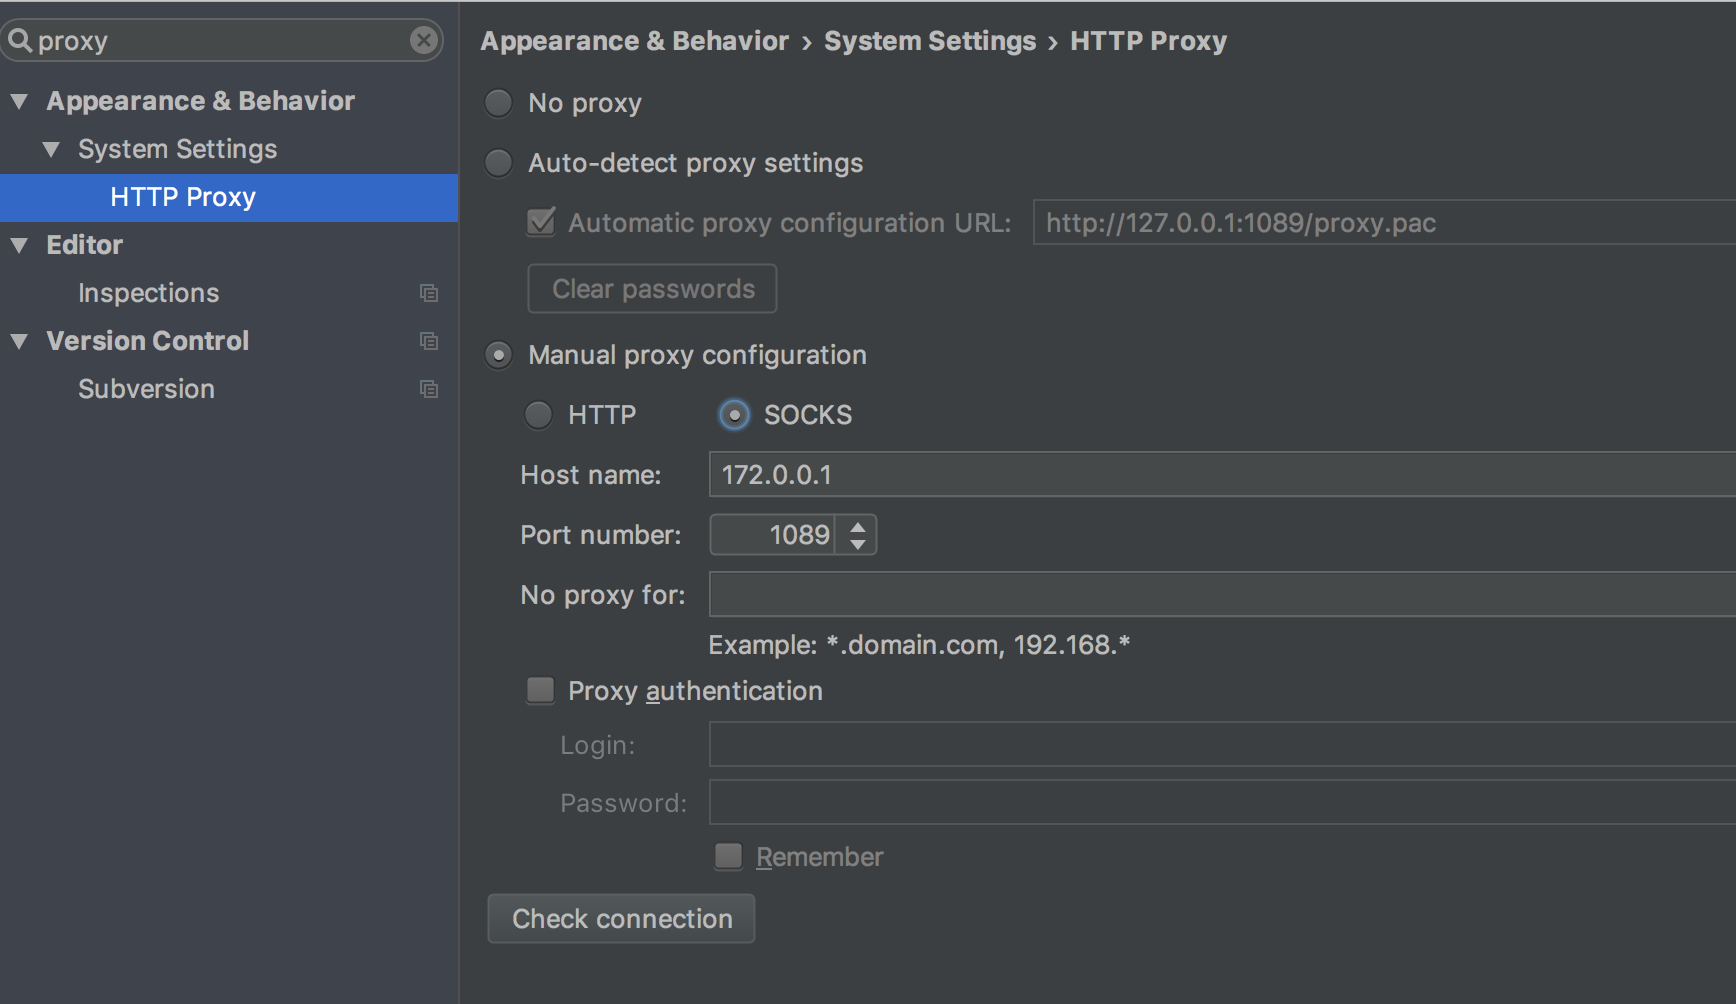 proxy
Appearance & Behavior
System Settings
HTTP Proxy
Editor
Inspections
Version Control
Subversion
Appearance & Behavior › System Settings › HTTP Proxy
No proxy
Auto-detect proxy settings
Automatic proxy configuration URL: http://127.0.0.1:1089/proxy.pac
Clear passwords
Manual proxy configuration
HTTP SOCKS
Host name: 172.0.0.1
Port number: 1089
No proxy for:
Example: *.domain.com, 192.168.*
Proxy authentication
Login:
Password:
Remember
Check connection